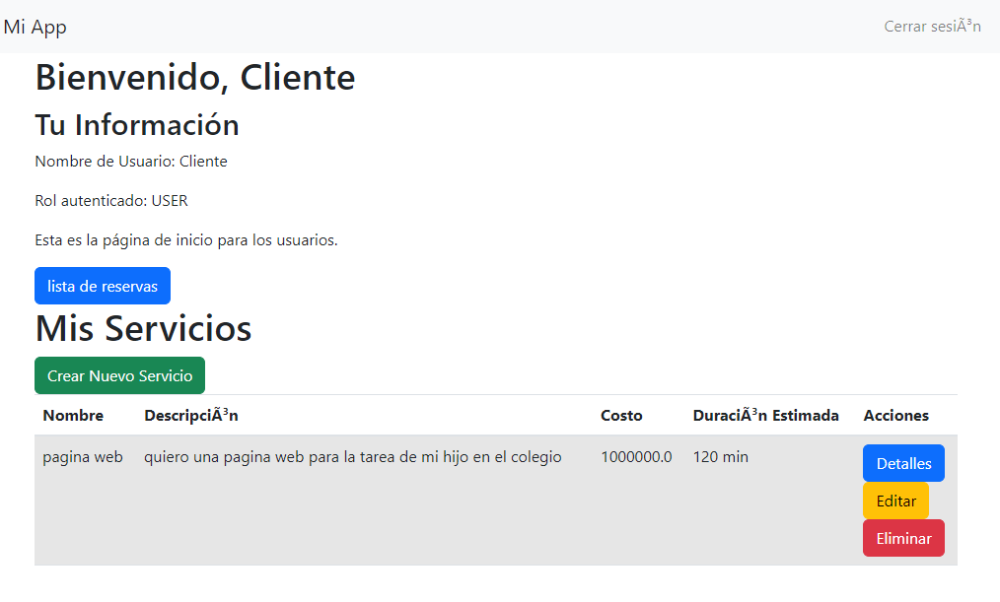 Mi App
Cerrar sesiÃ³n
Bienvenido, Cliente
Tu Información
Nombre de Usuario: Cliente
Rol autenticado: USER
Esta es la página de inicio para los usuarios.
lista de reservas
Mis Servicios
Crear Nuevo Servicio
Nombre DescripciÃ³n Costo DuraciÃ³n Estimada Acciones
pagina web quiero una pagina web para la tarea de mi hijo en el colegio 1000000.0 120 min Detalles
Editar
Eliminar